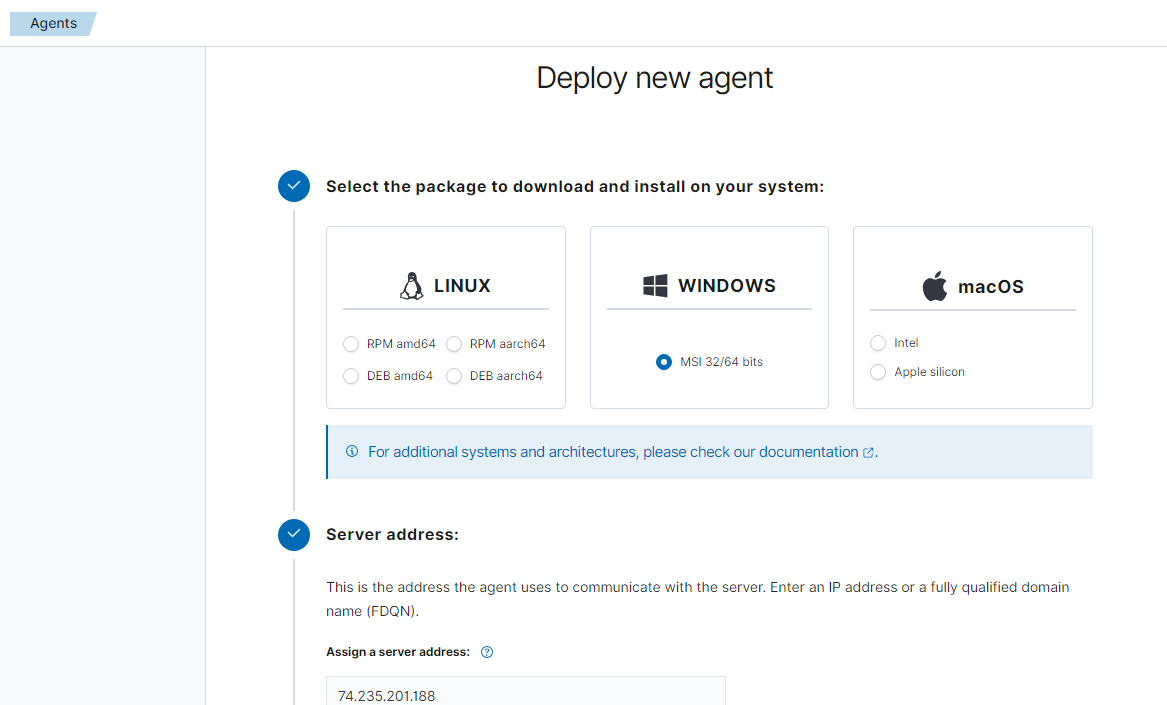 Agents
Deploy new agent
Select the package to download and install on your system:
LINUX
RPM amd64 RPM aarch64
DEB amd64 DEB aarch64
WINDOWS
MSI 32/64 bits
macOS
Intel
Apple silicon
For additional systems and architectures, please check our documentation.
Server address:
This is the address the agent uses to communicate with the server. Enter an IP address or a fully qualified domain
name (FDQN).
Assign a server address:
74.235.201.188